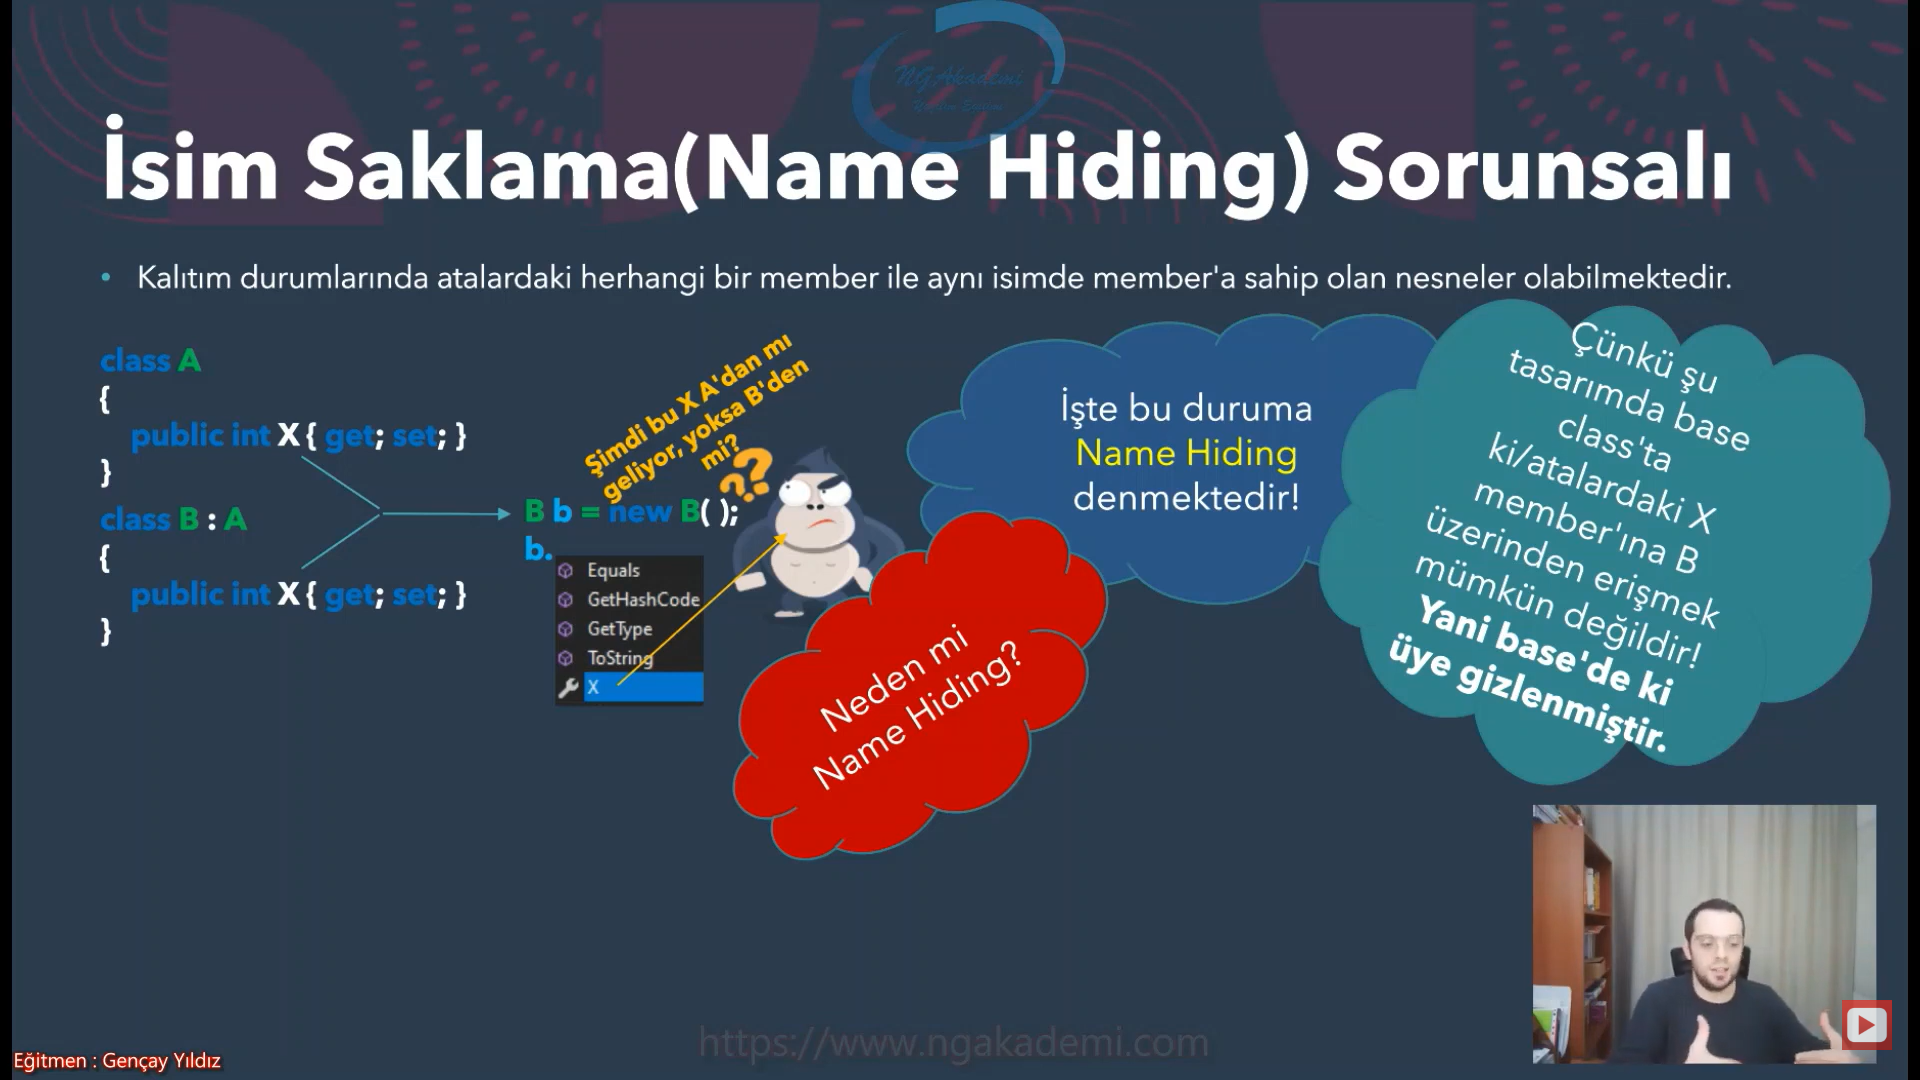 NGAkademi
Uzaktan Eğitim
İsim Saklama(Name Hiding) Sorunsalı
• Kalıtım durumlarında atalardaki herhangi bir member ile aynı isimde member'a sahip olan nesneler olabilmektedir.
class A
{
public int X { get; set; }
}
class B : A
{
public int X { get; set; }
}
Şimdi bu X A'dan mı
geliyor, yoksa B'den
mi?
???
B b = new B( );
b.
Equals
GetHashCode
GetType
ToString
X
İşte bu duruma
Name Hiding
denmektedir!
Neden mi
Name Hiding?
Çünkü şu
tasarımda base
class'ta
ki/atalardaki X
member'ına B
üzerinden erişmek
mümkün değildir!
Yani base'de ki
üye gizlenmiştir.
https://www.ngakademi.com
Eğitmen : Gençay Yıldız